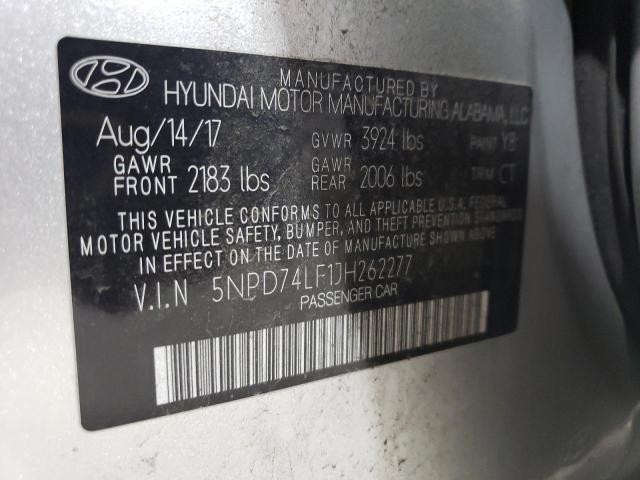 MANUFACTURED BY
HYUNDAI MOTOR MANUFACTURING ALABAMA, LLC
Aug/14/17 GVWR 3924 lbs PAINT
GAWR FRONT 2183 lbs GAWR REAR 2006 lbs TRIM CT
THIS VEHICLE CONFORMS TO ALL APPLICABLE U.S.A. FEDERAL
MOTOR VEHICLE SAFETY, BUMPER, AND THEFT PREVENTION STANDARDS
IN EFFECT ON THE DATE OF MANUFACTURE SHOWN ABOVE.
V.I.N 5NPD74LF1JH262277
PASSENGER CAR